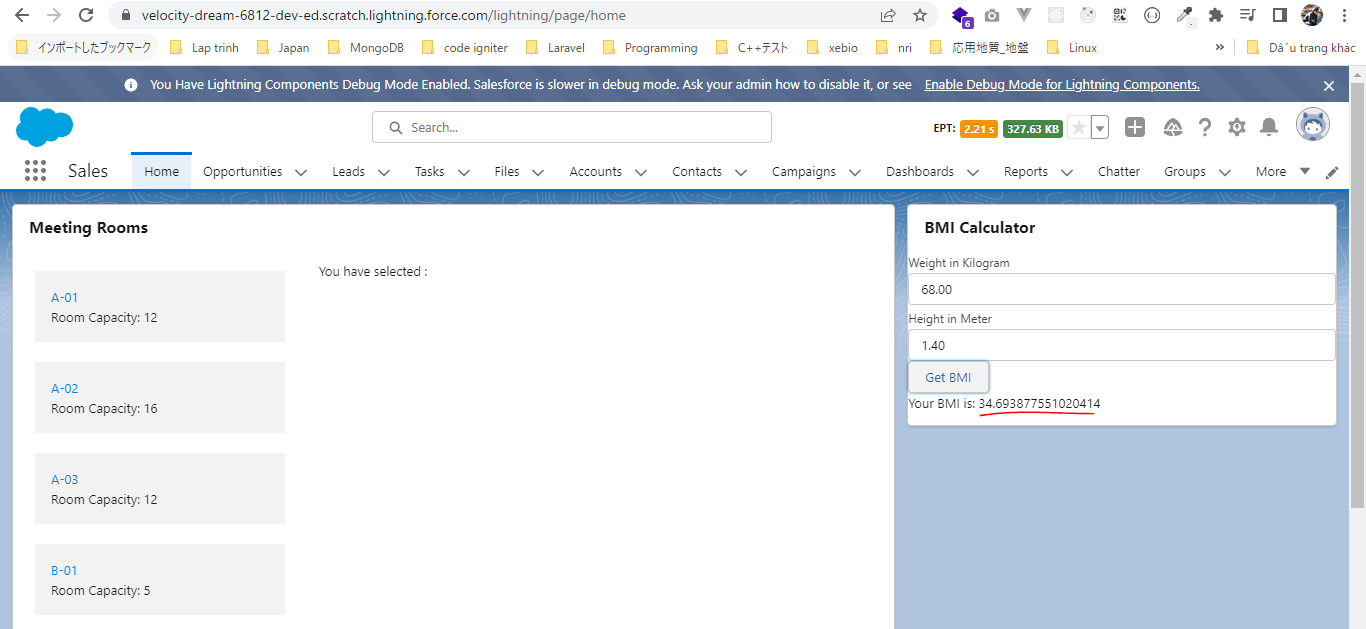 velocity-dream-6812-dev-ed.scratch.lightning.force.com/lightning/page/home
6
インポートしたブックマーク Lap trinh Japan MongoDB code igniter Laravel Programming C++テスト xebio nri 応用地質_地盤 Linux » Dấu trang khác
You Have Lightning Components Debug Mode Enabled. Salesforce is slower in debug mode. Ask your admin how to disable it, or see Enable Debug Mode for Lightning Components.
Search...
EPT: 2.21 s 327.63 KB
Sales Home Opportunities Leads Tasks Files Accounts Contacts Campaigns Dashboards Reports Chatter Groups More
Meeting Rooms
You have selected :
A-01
Room Capacity: 12
A-02
Room Capacity: 16
A-03
Room Capacity: 12
B-01
Room Capacity: 5
BMI Calculator
Weight in Kilogram
68.00
Height in Meter
1.40
Get BMI
Your BMI is: 34.693877551020414